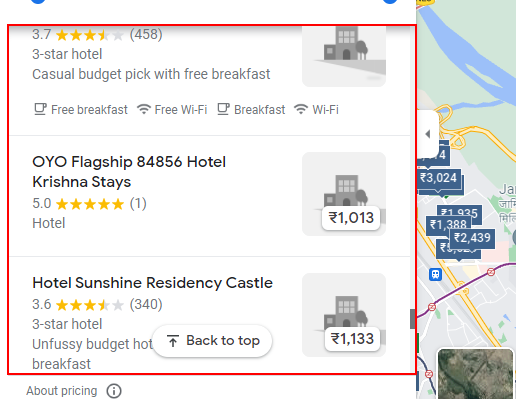 3.7 (458)
3-star hotel
Casual budget pick with free breakfast
Free breakfast Free Wi-Fi Breakfast Wi-Fi
OYO Flagship 84856 Hotel
Krishna Stays
5.0 (1)
Hotel
₹1,013
Hotel Sunshine Residency Castle
3.6 (340)
3-star hotel
Unfussy budget hot
breakfast
Back to top
₹1,133
About pricing
₹3,024
₹1,935
₹1,388
₹2,439